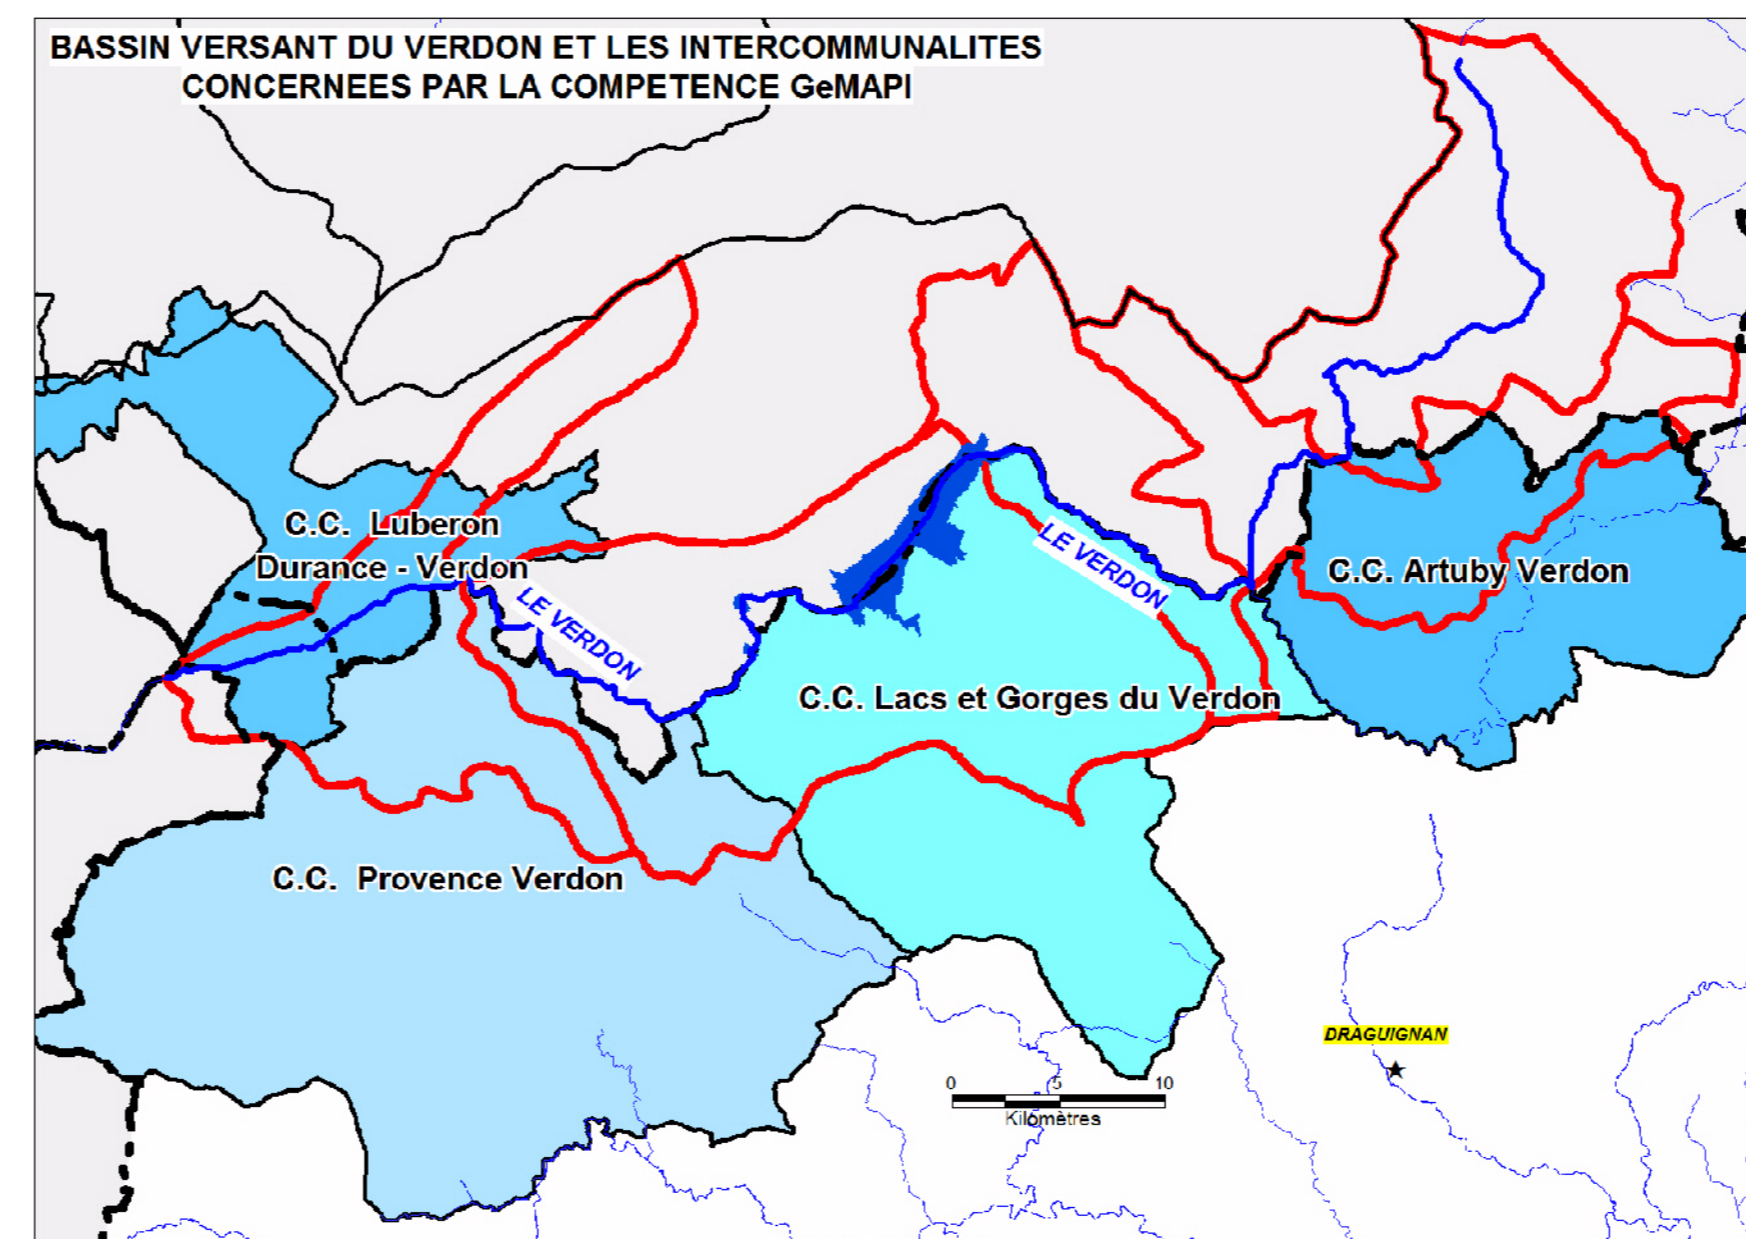 BASSIN VERSANT DU VERDON ET LES INTERCOMMUNALITES
CONCERNEES PAR LA COMPETENCE GeMAPI
C.C. Luberon
Durance - Verdon
LE VERDON
LE VERDON
C.C. Artuby Verdon
C.C. Lacs et Gorges du Verdon
C.C. Provence Verdon
DRAGUIGNAN
0 5 10
Kilomètres